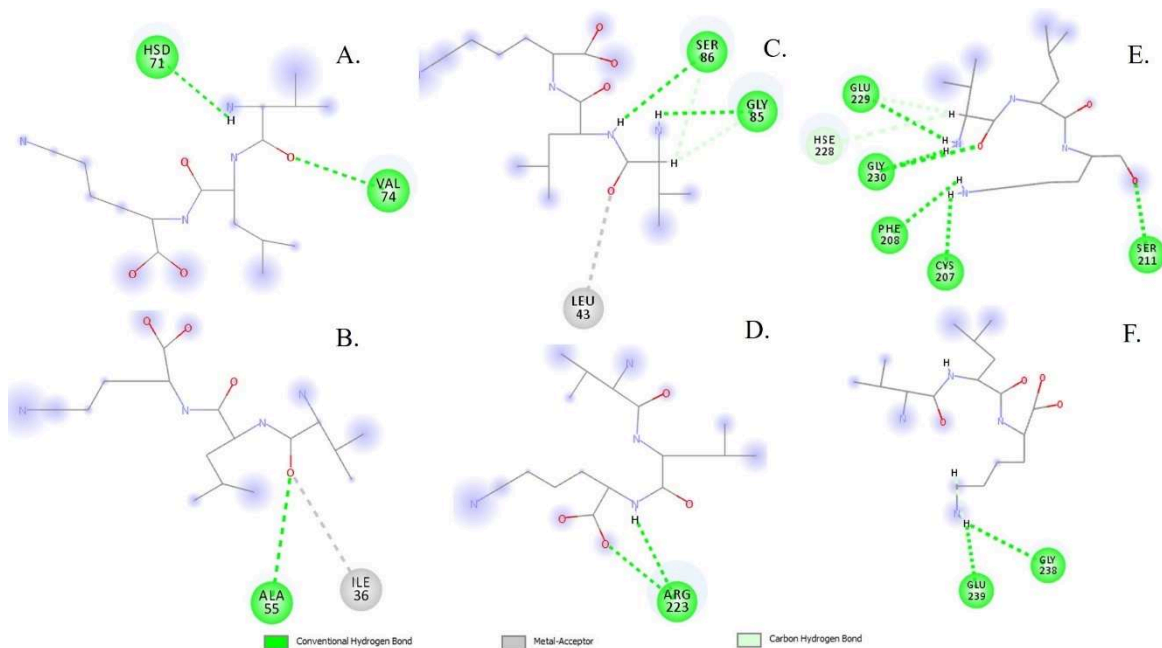 A.
HSD
71
N
H
O
VAL
74
N
O
N
N
O
O
C.
O
O
N
O
SER
86
H
N
H
N
GLY
85
H
O
LEU
43
E.
GLU
229
HSE
228
GLY
230
H
N
O
H
H
N
H
N
O
N
O
PHE
208
CYS
207
SER
211
B.
O
O
N
N
O
N
N
O
ALA
55
ILE
36
D.
N
O
N
N
N
H
O
O
O
ARG
223
F.
H
N
O
O
O
N
O
N
H
N
H
GLY
238
GLU
239
Conventional Hydrogen Bond
Metal-Acceptor
Carbon Hydrogen Bond